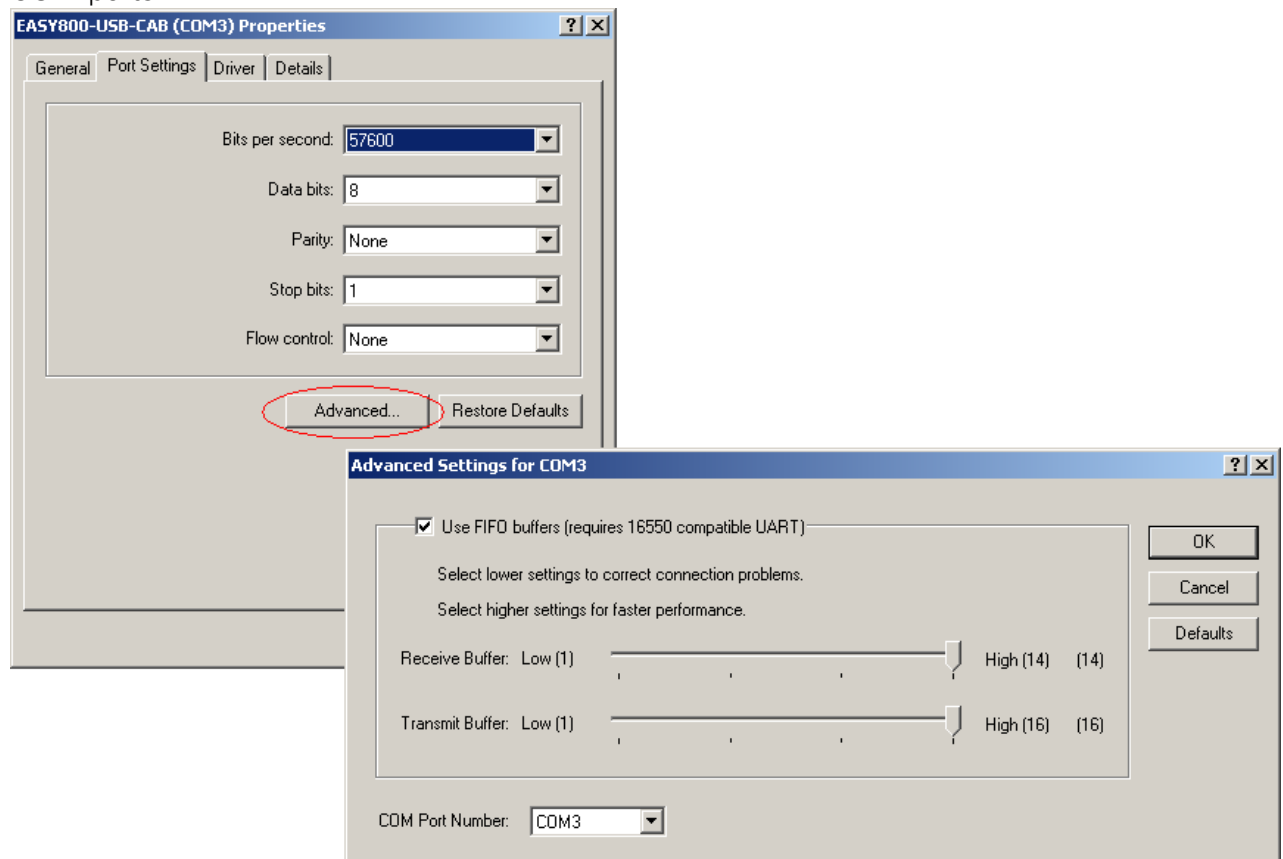 EASY800-USB-CAB (COM3) Properties
General Port Settings Driver Details
Bits per second: 57600
Data bits: 8
Parity: None
Stop bits: 1
Flow control: None
Advanced... Restore Defaults
Advanced Settings for COM3
Use FIFO buffers (requires 16550 compatible UART)
OK
Select lower settings to correct connection problems.
Cancel
Select higher settings for faster performance.
Defaults
Receive Buffer: Low (1) High (14) (14)
Transmit Buffer: Low (1) High (16) (16)
COM Port Number: COM3